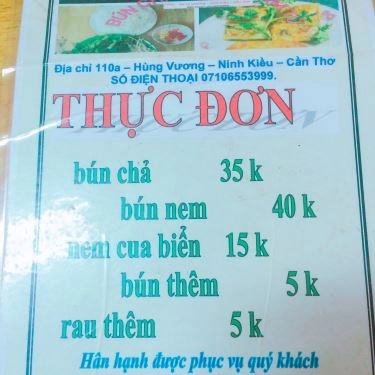 BÚN
Địa chỉ 110a – Hùng Vương – Ninh Kiều – Cần Thơ
SỐ ĐIỆN THOẠI 07106553999.
THỰC ĐƠN
bún chả 35 k
bún nem 40 k
nem cua biển 15 k
bún thêm 5 k
rau thêm 5 k
Hân hạnh được phục vụ quý khách